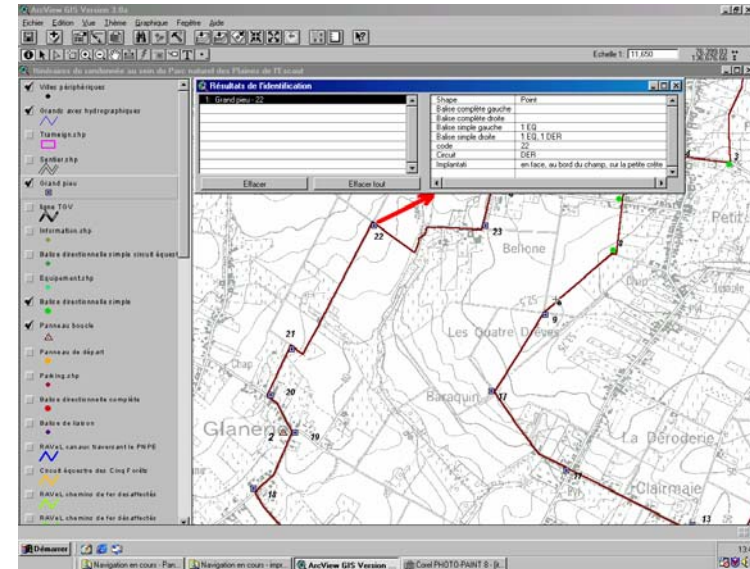 ArcView GIS Version 3.0a
Fichier Edition Vue Thème Graphique Fenêtre Aide
Echelle 1: 11,650
Itinéraires de randonnée au sein du Parc naturel des Plaines de l'Escaut
Villes périphériques
Grands axes hydrographiques
Trameign.shp
Sentier.shp
Grand pieu
ligne TGV
Information.shp
Balise directionnelle simple circuit équest
Equipement.shp
Balise directionnelle simple
Panneau boucle
Panneau de départ
Parking.shp
Balise directionnelle complète
Balise de liaison
RAVeL canaux traversant le PNPE
Circuit équestre des Cinq Forêts
RAVeL chemins de fer désaffectés
RAVeL chemins de fer désaffectés
Résultats de l'identification
1: Grand pieu - 22
Effacer
Effacer tout
Shape Point
Balise complète gauche
Balise complète droite
Balise simple gauche 1 EQ
Balise simple droite 1 EQ, 1 DER
code 22
Circuit DER
Implantati en face, au bord du champ, sur la petite crête
22
23
Bellone
3
Petit
9
21
Chap
Les Quatre Drèves
20
Baraquin
17
Glanerie
2
19
La Déroderie
17
Clairmaie
18
13
Démarrer
Navigation en cours - Pan...
Navigation en cours - impr...
ArcView GIS Version ...
Corel PHOTO-PAINT 8 - [k...